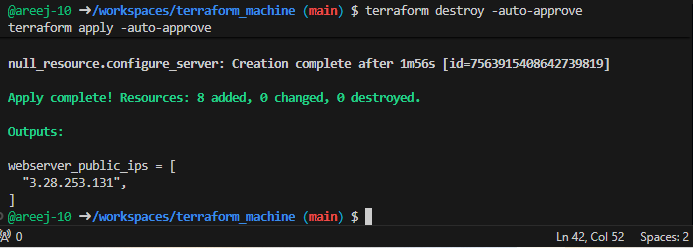 @areej-10 ➜/workspaces/terraform_machine (main) $ terraform destroy -auto-approve
terraform apply -auto-approve
null_resource.configure_server: Creation complete after 1m56s [id=7563915408642739819]
Apply complete! Resources: 8 added, 0 changed, 0 destroyed.
Outputs:
webserver_public_ips = [
  "3.28.253.131",
]
@areej-10 ➜/workspaces/terraform_machine (main) $
0 Ln 42, Col 52 Spaces: 2